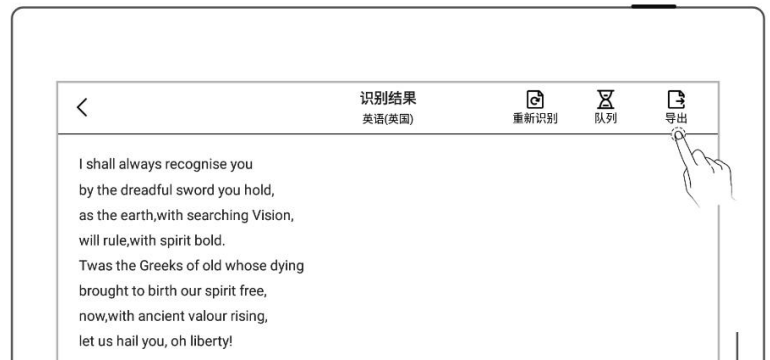 识别结果
英语(英国)
重新识别
队列
导出
I shall always recognise you
by the dreadful sword you hold,
as the earth,with searching Vision,
will rule,with spirit bold.
Twas the Greeks of old whose dying
brought to birth our spirit free,
now,with ancient valour rising,
let us hail you, oh liberty!